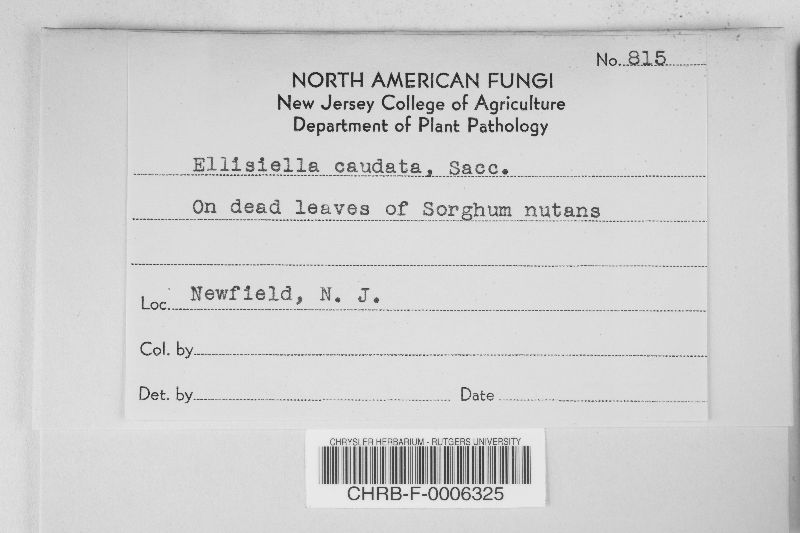 No. 815
NORTH AMERICAN FUNGI
New Jersey College of Agriculture
Department of Plant Pathology
Ellisiella caudata, Sacc.
On dead leaves of Sorghum nutans
Loc. Newfield, N. J.
Col. by
Det. by Date
CHRYSLER HERBARIUM - RUTGERS UNIVERSITY
CHRB-F-0006325